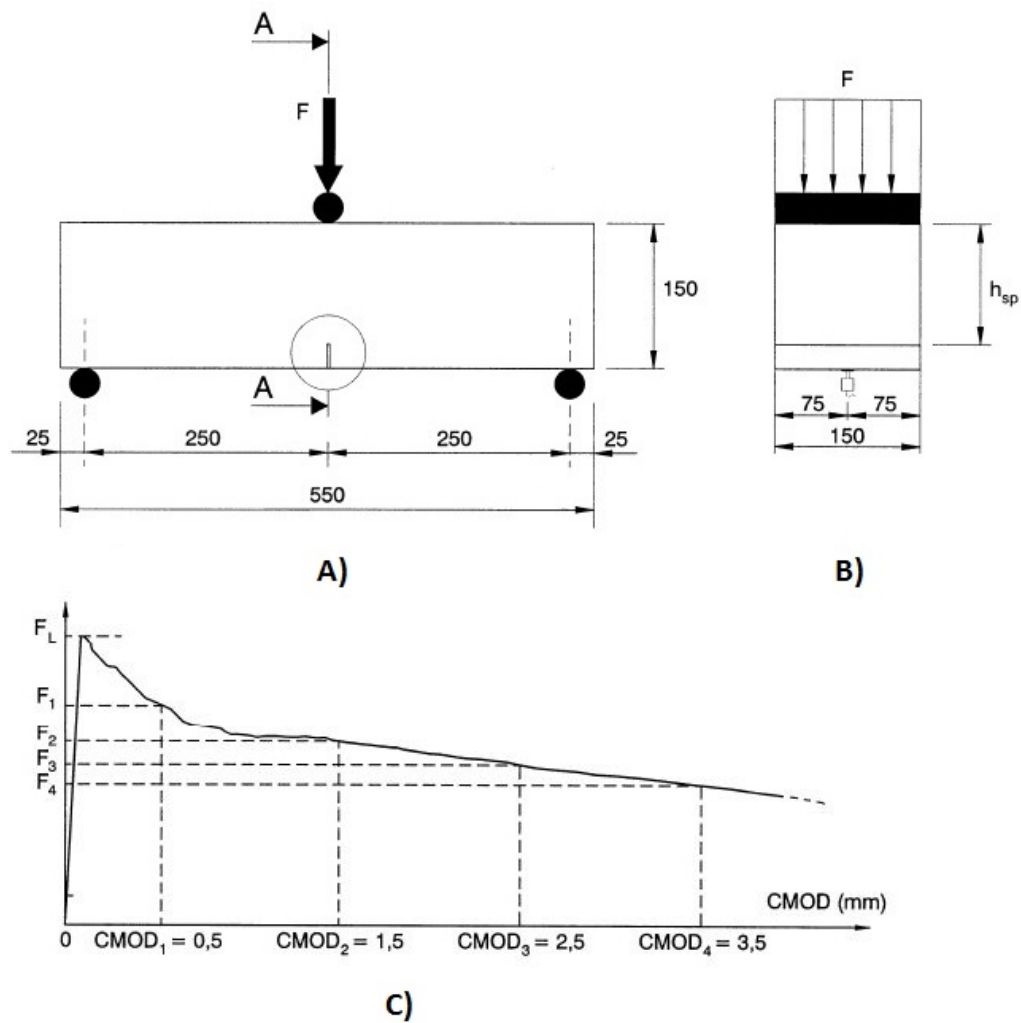 A
F
A
150
25 250 250 25
550
A)
F
h_sp
75 75
150
B)
F_L
F_1
F_2
F_3
F_4
CMOD (mm)
0 CMOD_1 = 0,5 CMOD_2 = 1,5 CMOD_3 = 2,5 CMOD_4 = 3,5
C)